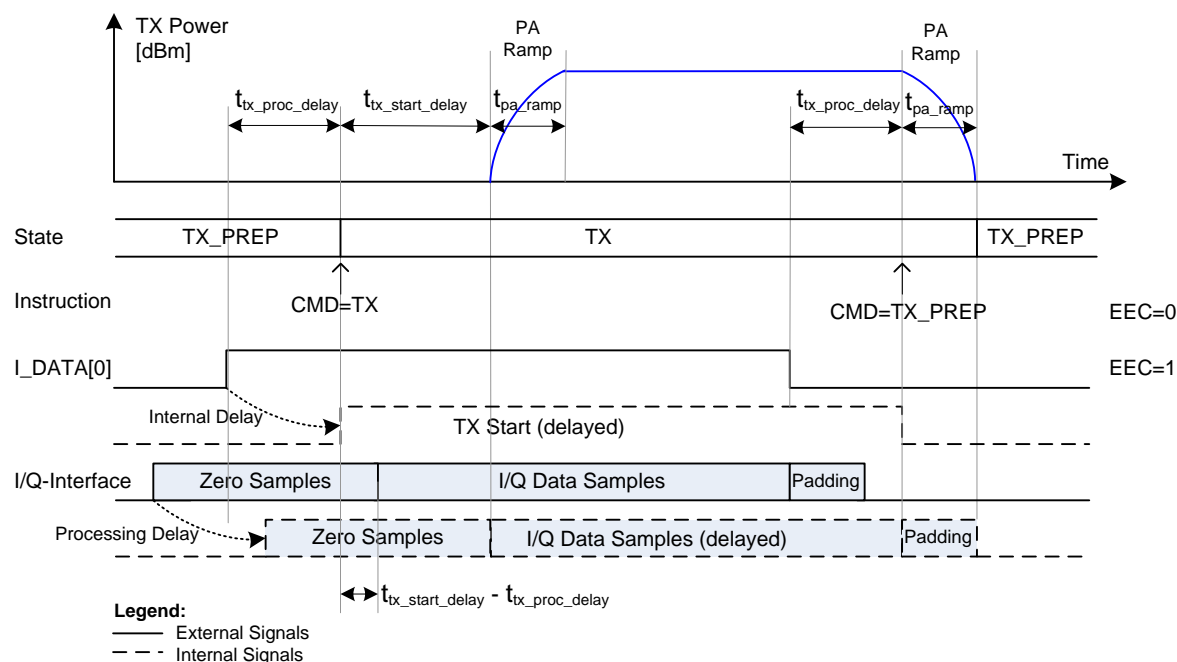 TX Power
[dBm]
PA
Ramp
PA
Ramp
ttx_proc_delay
ttx_start_delay
tpa_ramp
ttx_proc_delay
tpa_ramp
Time
State
TX_PREP
TX
TX_PREP
Instruction
CMD=TX
CMD=TX_PREP
EEC=0
I_DATA[0]
EEC=1
Internal Delay
TX Start (delayed)
I/Q-Interface
Zero Samples
I/Q Data Samples
Padding
Processing Delay
Zero Samples
I/Q Data Samples (delayed)
Padding
ttx_start_delay - ttx_proc_delay
Legend:
External Signals
Internal Signals